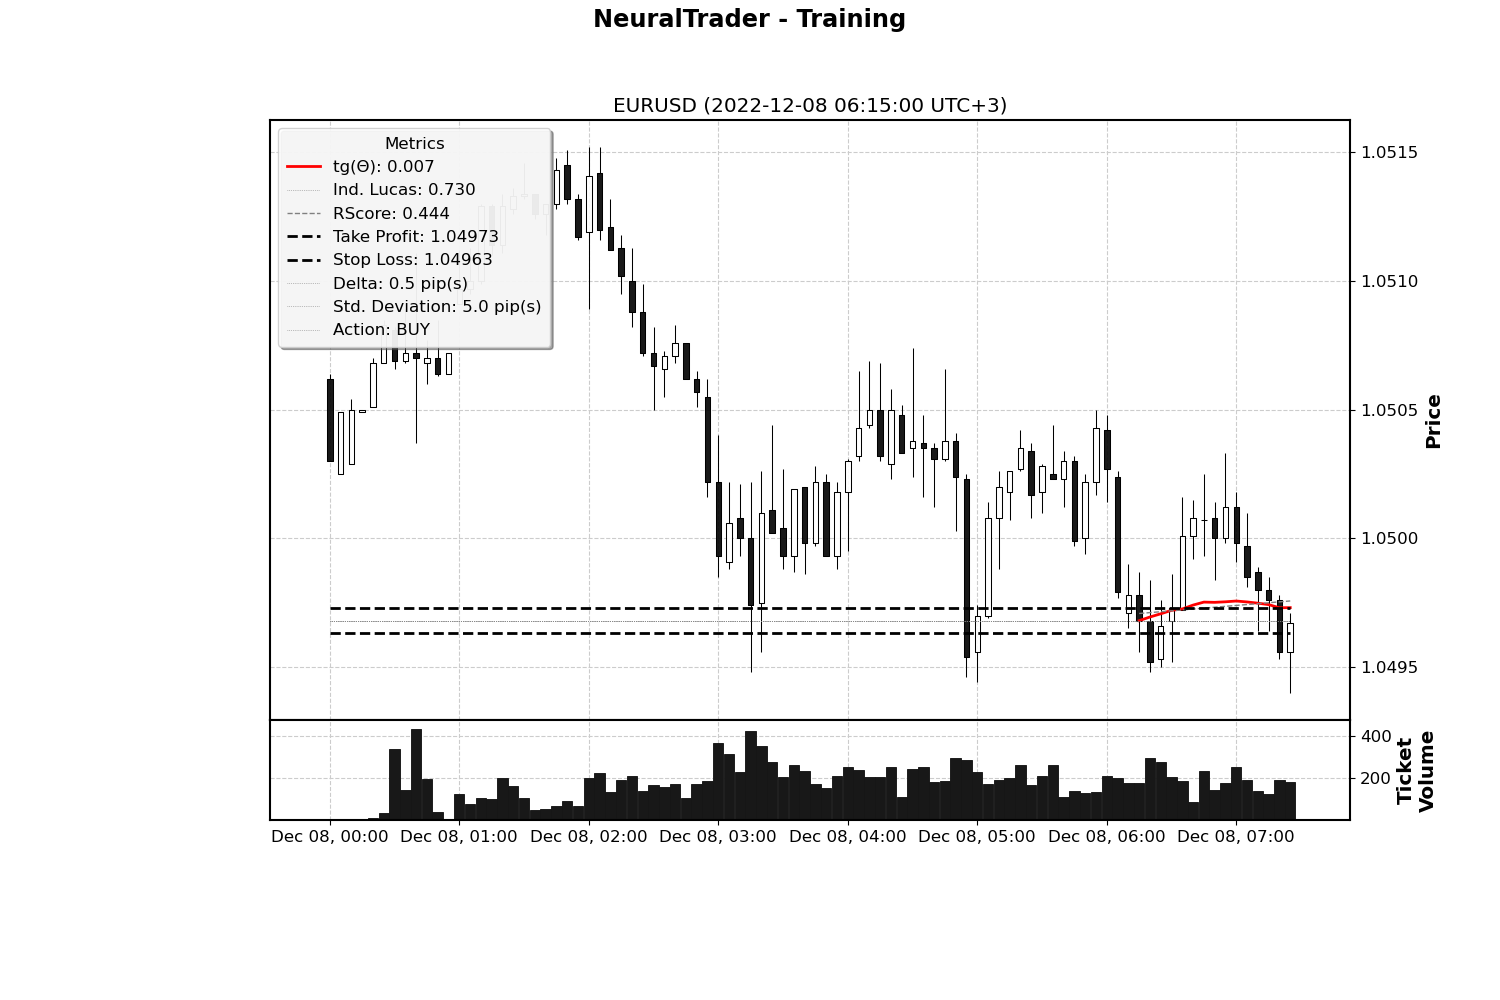 NeuralTrader - Training
EURUSD (2022-12-08 06:15:00 UTC+3)
Metrics
tg(Θ): 0.007
Ind. Lucas: 0.730
RScore: 0.444
Take Profit: 1.04973
Stop Loss: 1.04963
Delta: 0.5 pip(s)
Std. Deviation: 5.0 pip(s)
Action: BUY
1.0515
1.0510
1.0505
1.0500
1.0495
Price
400
200
Ticket
Volume
Dec 08, 00:00 Dec 08, 01:00 Dec 08, 02:00 Dec 08, 03:00 Dec 08, 04:00 Dec 08, 05:00 Dec 08, 06:00 Dec 08, 07:00